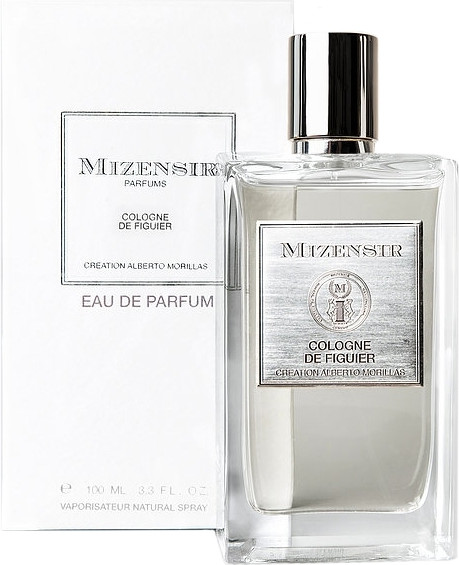 MIZENSIR
PARFUMS
COLOGNE
DE FIGUIER
CREATION ALBERTO MORILLAS
EAU DE PARFUM
℮ 100 ML 3.3 FL. OZ
VAPORISATEUR NATURAL SPRAY
MIZENSIR
M
COLOGNE
DE FIGUIER
CREATION ALBERTO MORILLAS